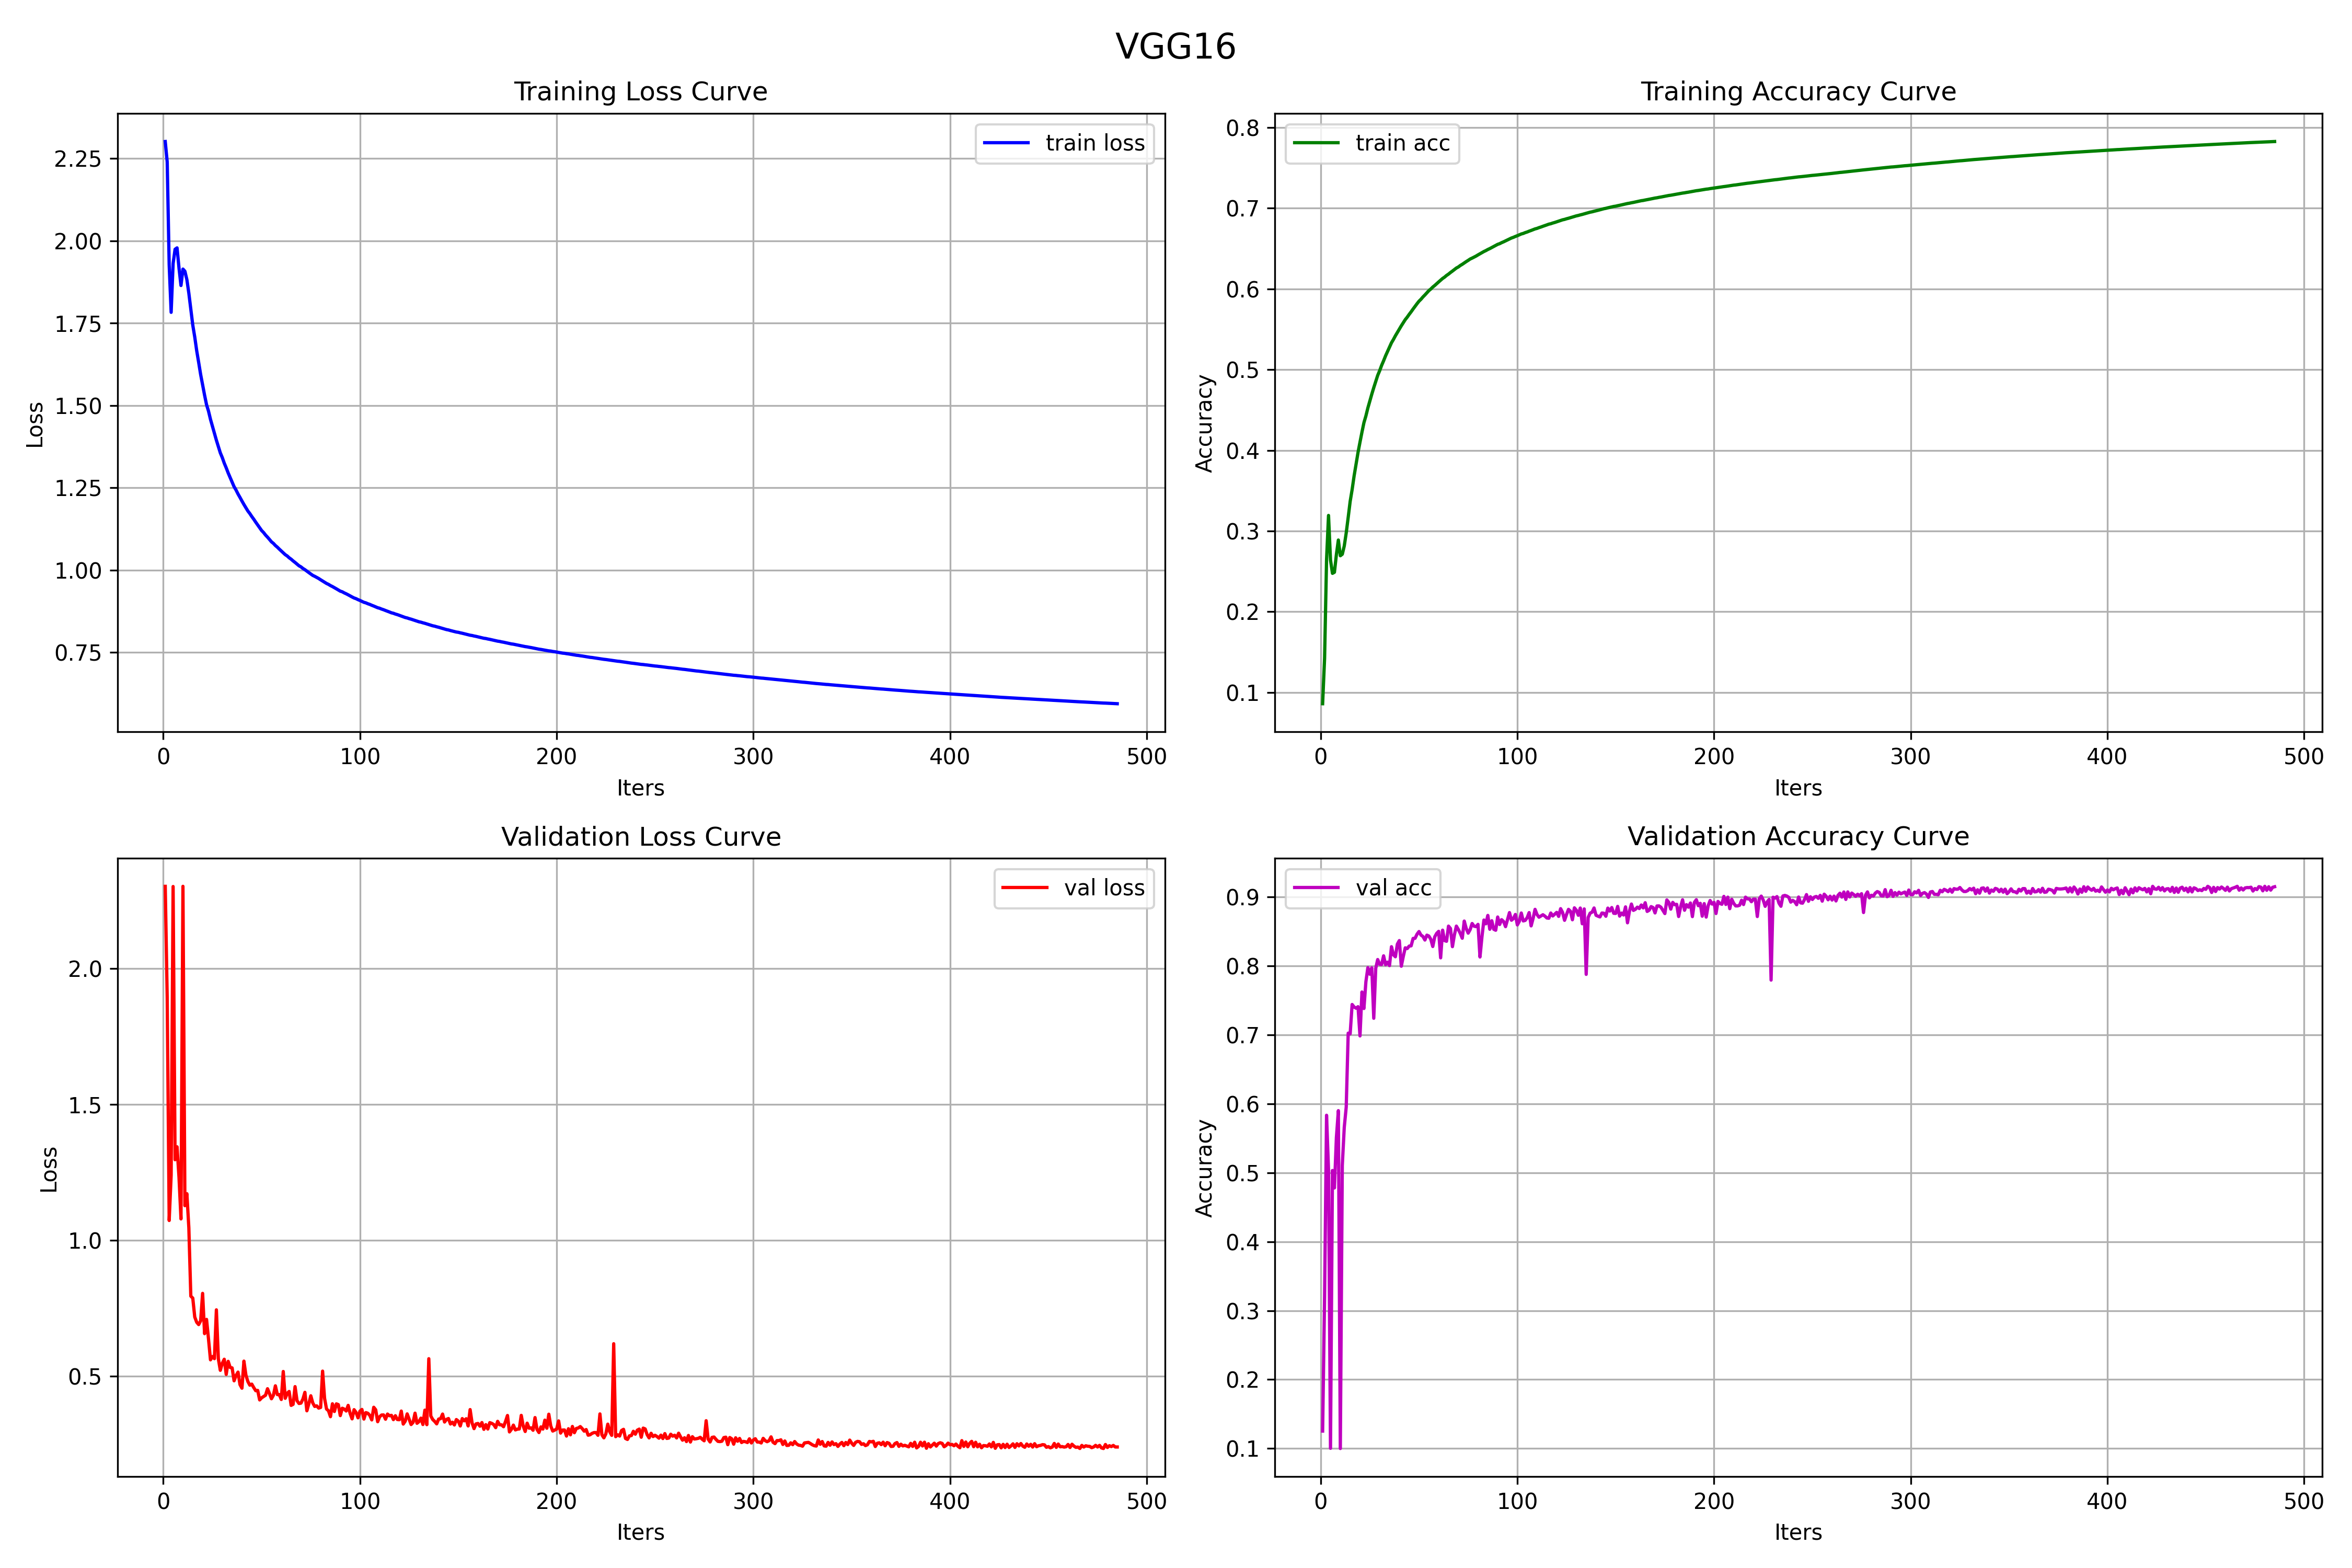 VGG16
Training Loss Curve
train loss
2.25
2.00
1.75
1.50
1.25
1.00
0.75
Loss
0 100 200 300 400 500
Iters
Training Accuracy Curve
train acc
0.8
0.7
0.6
0.5
0.4
0.3
0.2
0.1
Accuracy
0 100 200 300 400 500
Iters
Validation Loss Curve
val loss
2.0
1.5
1.0
0.5
Loss
0 100 200 300 400 500
Iters
Validation Accuracy Curve
val acc
0.9
0.8
0.7
0.6
0.5
0.4
0.3
0.2
0.1
Accuracy
0 100 200 300 400 500
Iters